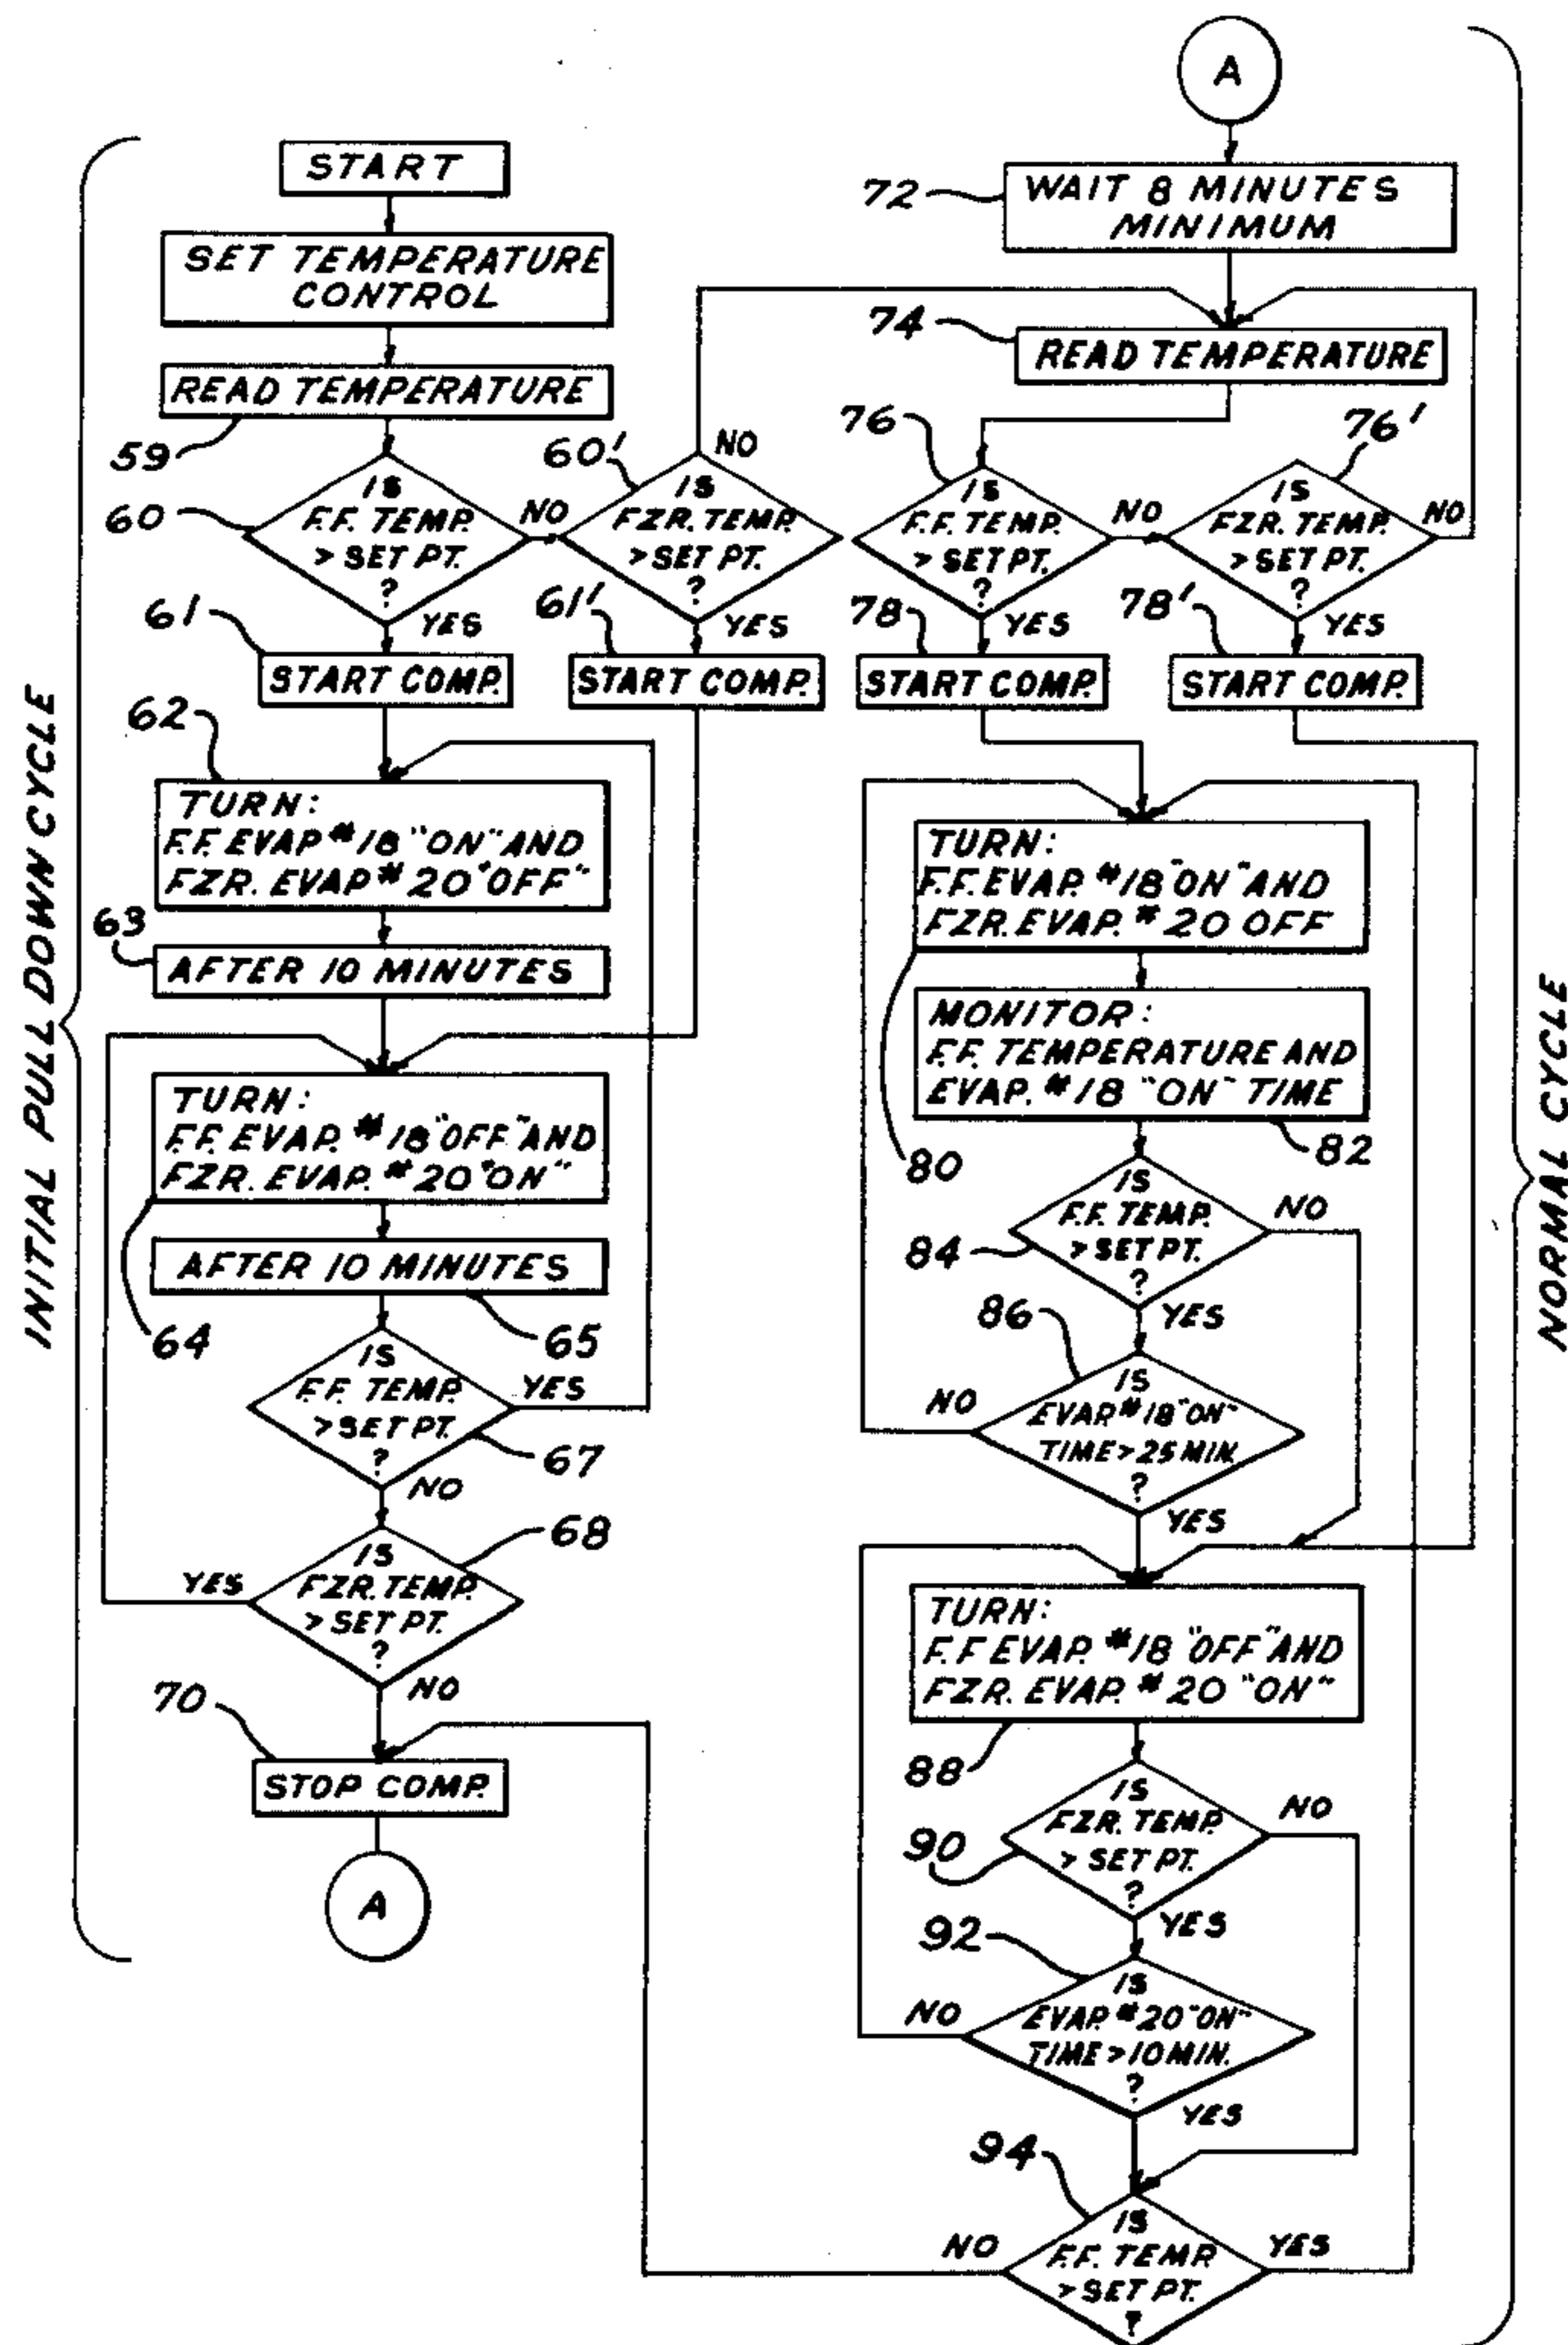 INITIAL PULL DOWN CYCLE
START
SET TEMPERATURE
CONTROL
READ TEMPERATURE
59
60
IS
F.F. TEMP.
> SET PT.
?
NO
YES
60'
IS
FZR. TEMP.
> SET PT.
?
NO
YES
61
START COMP.
61'
START COMP.
62
TURN:
F.F. EVAP #18 "ON" AND
FZR. EVAP # 20 "OFF"
63
AFTER 10 MINUTES
TURN:
F.F. EVAP. #18 "OFF" AND
FZR. EVAP. # 20 "ON"
64
AFTER 10 MINUTES
65
IS
F.F. TEMP.
> SET PT.
?
YES
67
NO
68
IS
FZR. TEMP.
> SET PT.
?
YES
NO
70
STOP COMP.
A
A
72
WAIT 8 MINUTES
MINIMUM
74
READ TEMPERATURE
76
IS
F.F. TEMP.
> SET PT.
?
NO
YES
76'
IS
FZR. TEMP.
> SET PT.
?
NO
YES
78
START COMP.
78'
START COMP.
TURN:
F.F. EVAP. #18 "ON" AND
FZR. EVAP. # 20 OFF
80
MONITOR:
F.F. TEMPERATURE AND
EVAP. #18 "ON" TIME
82
84
IS
F.F. TEMP.
> SET PT.
?
NO
YES
86
IS
EVAP. #18 "ON"
TIME > 25 MIN.
?
NO
YES
TURN:
F.F EVAP. #18 "OFF" AND
FZR. EVAP. # 20 "ON"
88
90
IS
FZR. TEMP.
> SET PT.
?
NO
YES
92
IS
EVAP. #20 "ON"
TIME > 10 MIN.
?
NO
YES
94
IS
F.F. TEMP.
> SET PT.
?
NO
YES
NORMAL CYCLE